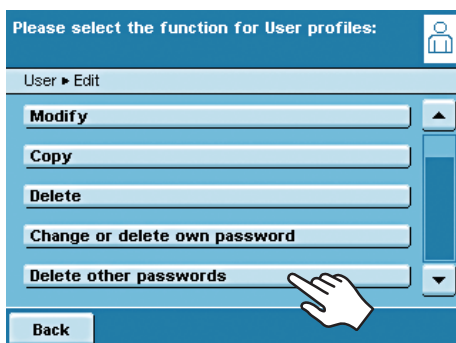 Please select the function for User profiles:
User ▸ Edit
Modify
Copy
Delete
Change or delete own password
Delete other passwords
Back